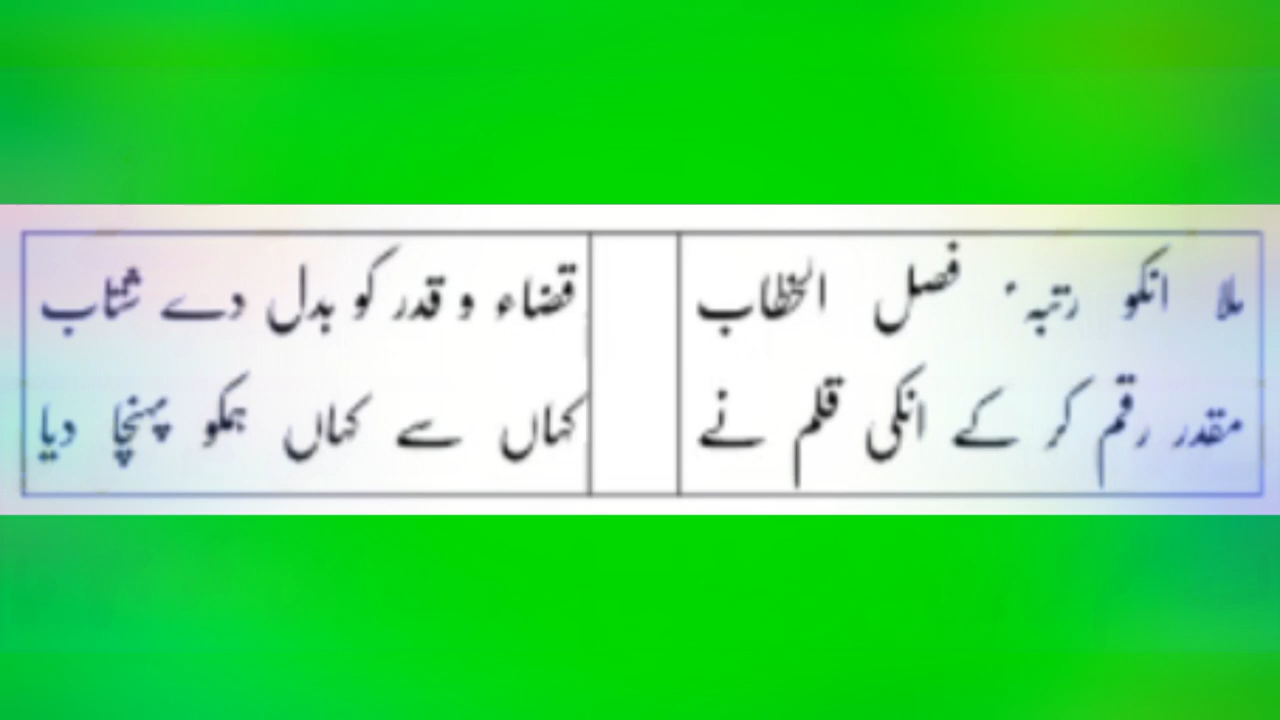 ملا انکو رتبۂ فصل الخطاب قضاء و قدر کو بدل دے شتاب
مقدر رقم کر کے انکی قلم نے کہاں سے کہاں ہمکو پہنچا دیا